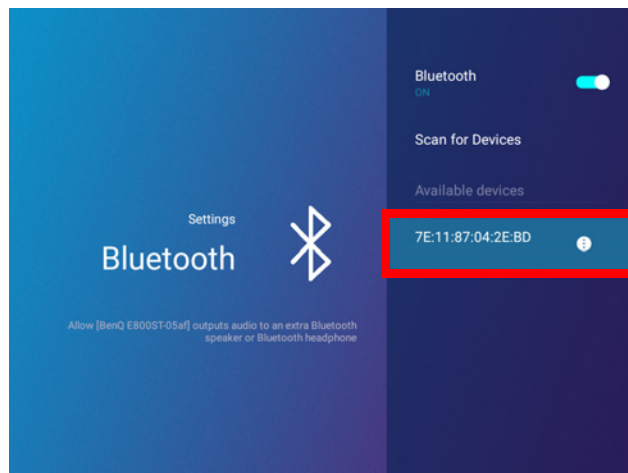 Settings
Bluetooth
Allow [BenQ E800ST-05af] outputs audio to an extra Bluetooth
speaker or Bluetooth headphone
Bluetooth
ON
Scan for Devices
Available devices
7E:11:87:04:2E:BD